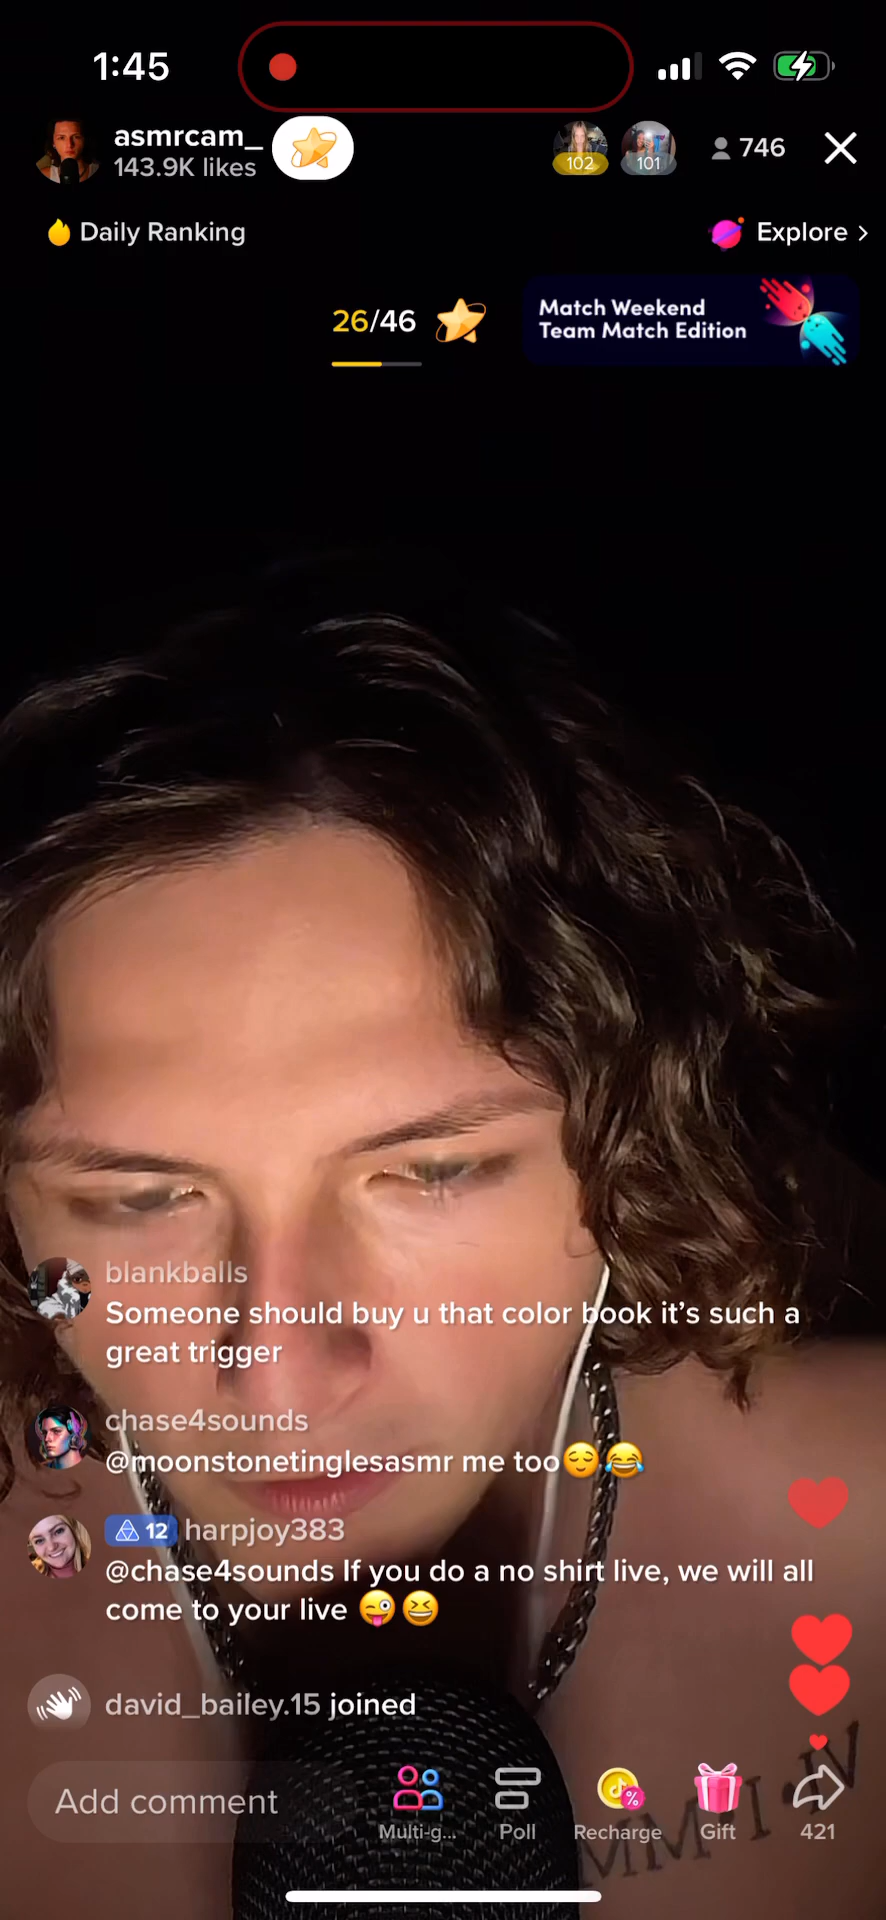 1:45
asmrcam_
143.9K likes
102
101
746
Daily Ranking
Explore >
26/46
Match Weekend
Team Match Edition
blankballs
Someone should buy u that color book it’s such a
great trigger
chase4sounds
@moonstonetinglesasmr me too😌😂
12 harpjoy383
@chase4sounds If you do a no shirt live, we will all
come to your live 😜😆
david_bailey.15 joined
Add comment
Multi-g...
Poll
Recharge
Gift
421
MMI·IV